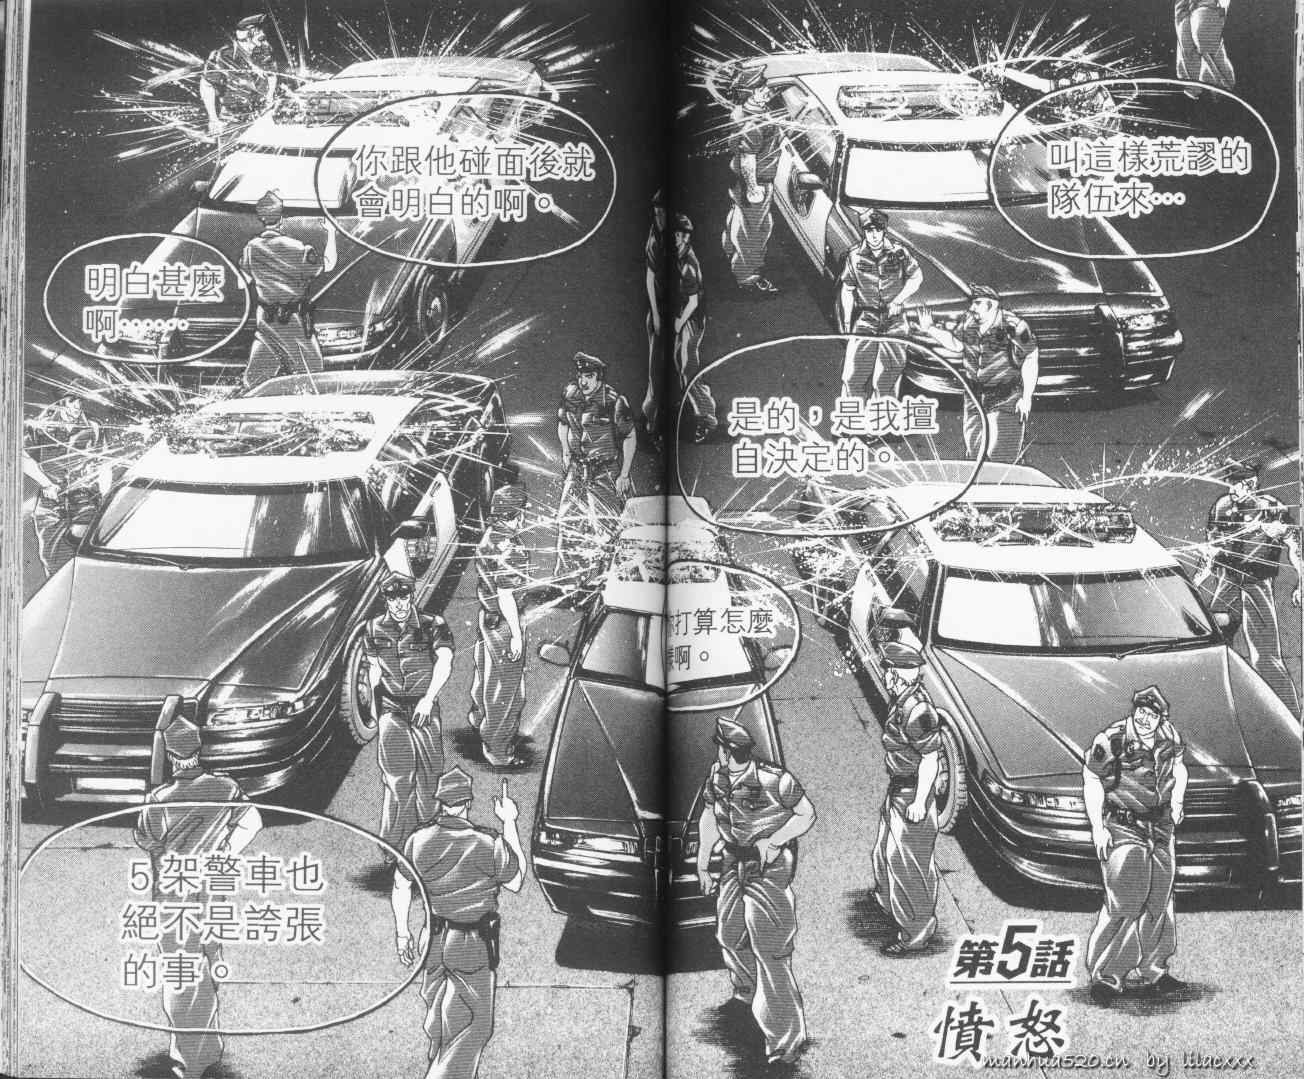 叫這樣荒謬的
隊伍來…
是的，是我擅
自決定的。
打算怎麼
啊。
你跟他碰面後就
會明白的啊。
明白甚麼
啊……
5架警車也
絕不是誇張
的事。
第5話
憤怒
manhua520.cn by lilacxxx